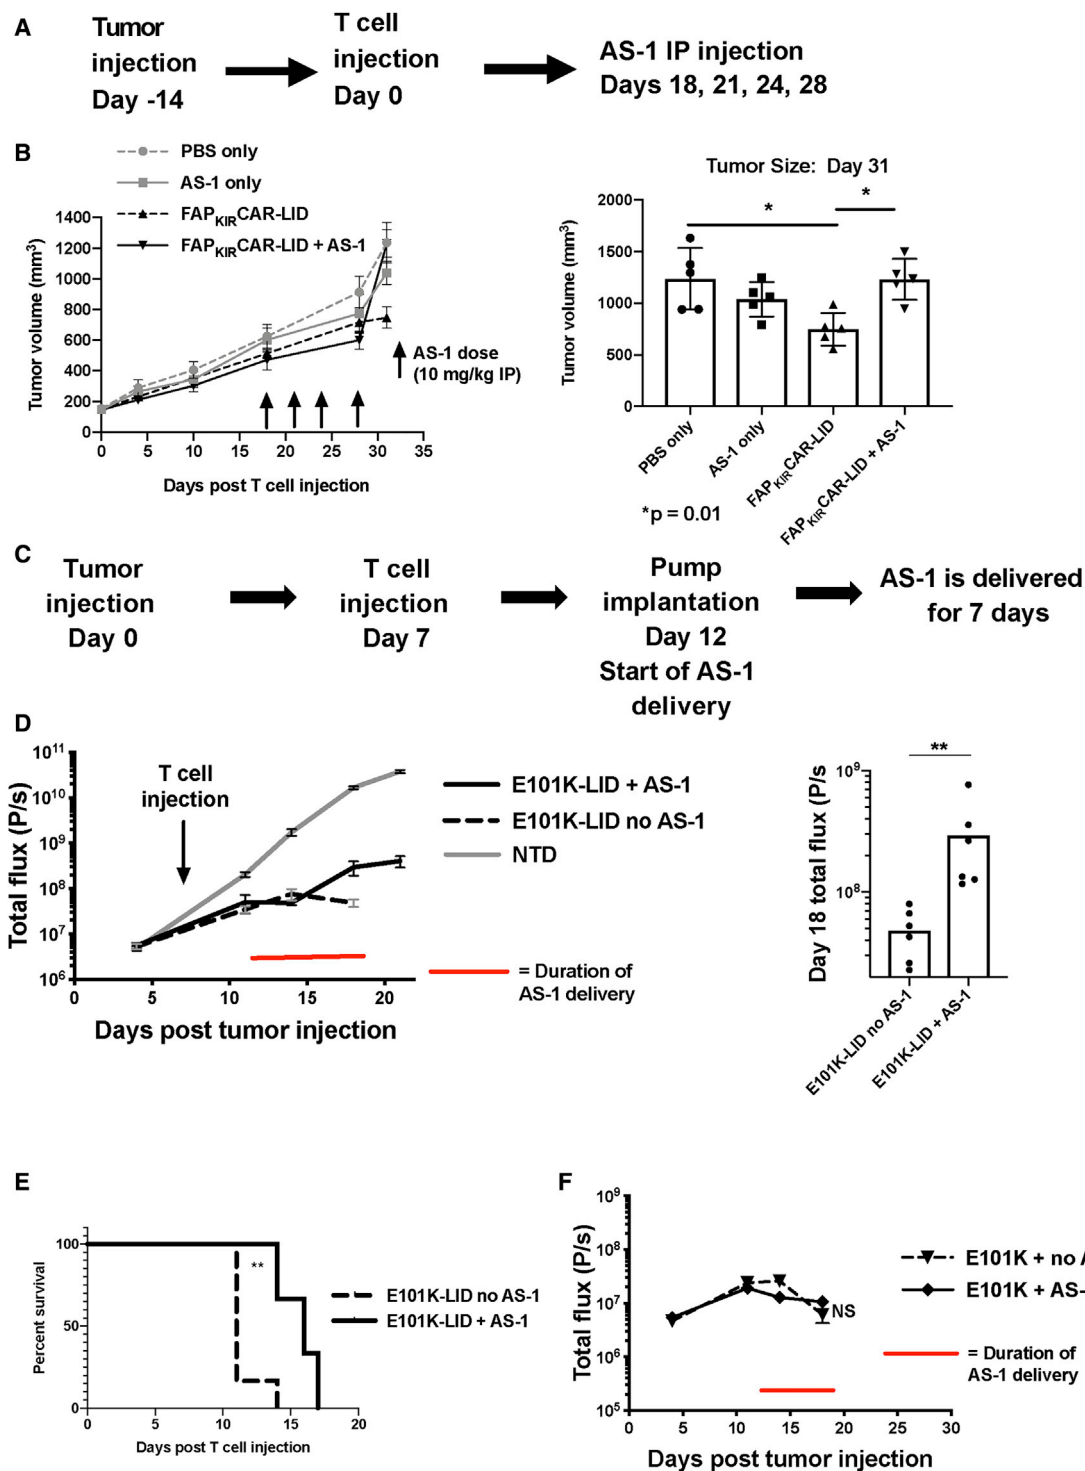 A
Tumor
injection
Day -14
T cell
injection
Day 0
AS-1 IP injection
Days 18, 21, 24, 28
B
PBS only
AS-1 only
FAPKIRCAR-LID
FAPKIRCAR-LID + AS-1
Tumor volume (mm3)
1400
1200
1000
800
600
400
200
0
0 5 10 15 20 25 30 35
Days post T cell injection
AS-1 dose
(10 mg/kg IP)
Tumor Size: Day 31
* *
Tumor volume (mm3)
2000
1500
1000
500
0
PBS only
AS-1 only
FAPKIRCAR-LID
FAPKIRCAR-LID + AS-1
*p = 0.01
C
Tumor
injection
Day 0
T cell
injection
Day 7
Pump
implantation
Day 12
Start of AS-1
delivery
AS-1 is delivered
for 7 days
D
Total flux (P/s)
1011
1010
109
108
107
106
0 5 10 15 20
Days post tumor injection
T cell
injection
E101K-LID + AS-1
E101K-LID no AS-1
NTD
= Duration of
AS-1 delivery
**
Day 18 total flux (P/s
109
108
E101K-LID no AS-1
E101K-LID + AS-1
E
Percent survival
100
50
0
0 5 10 15 20
Days post T cell injection
**
E101K-LID no AS-1
E101K-LID + AS-1
F
Total flux (P/s)
109
108
107
106
105
0 5 10 15 20 25 30
Days post tumor injection
NS
E101K + no A
E101K + AS-
= Duration of
AS-1 delivery